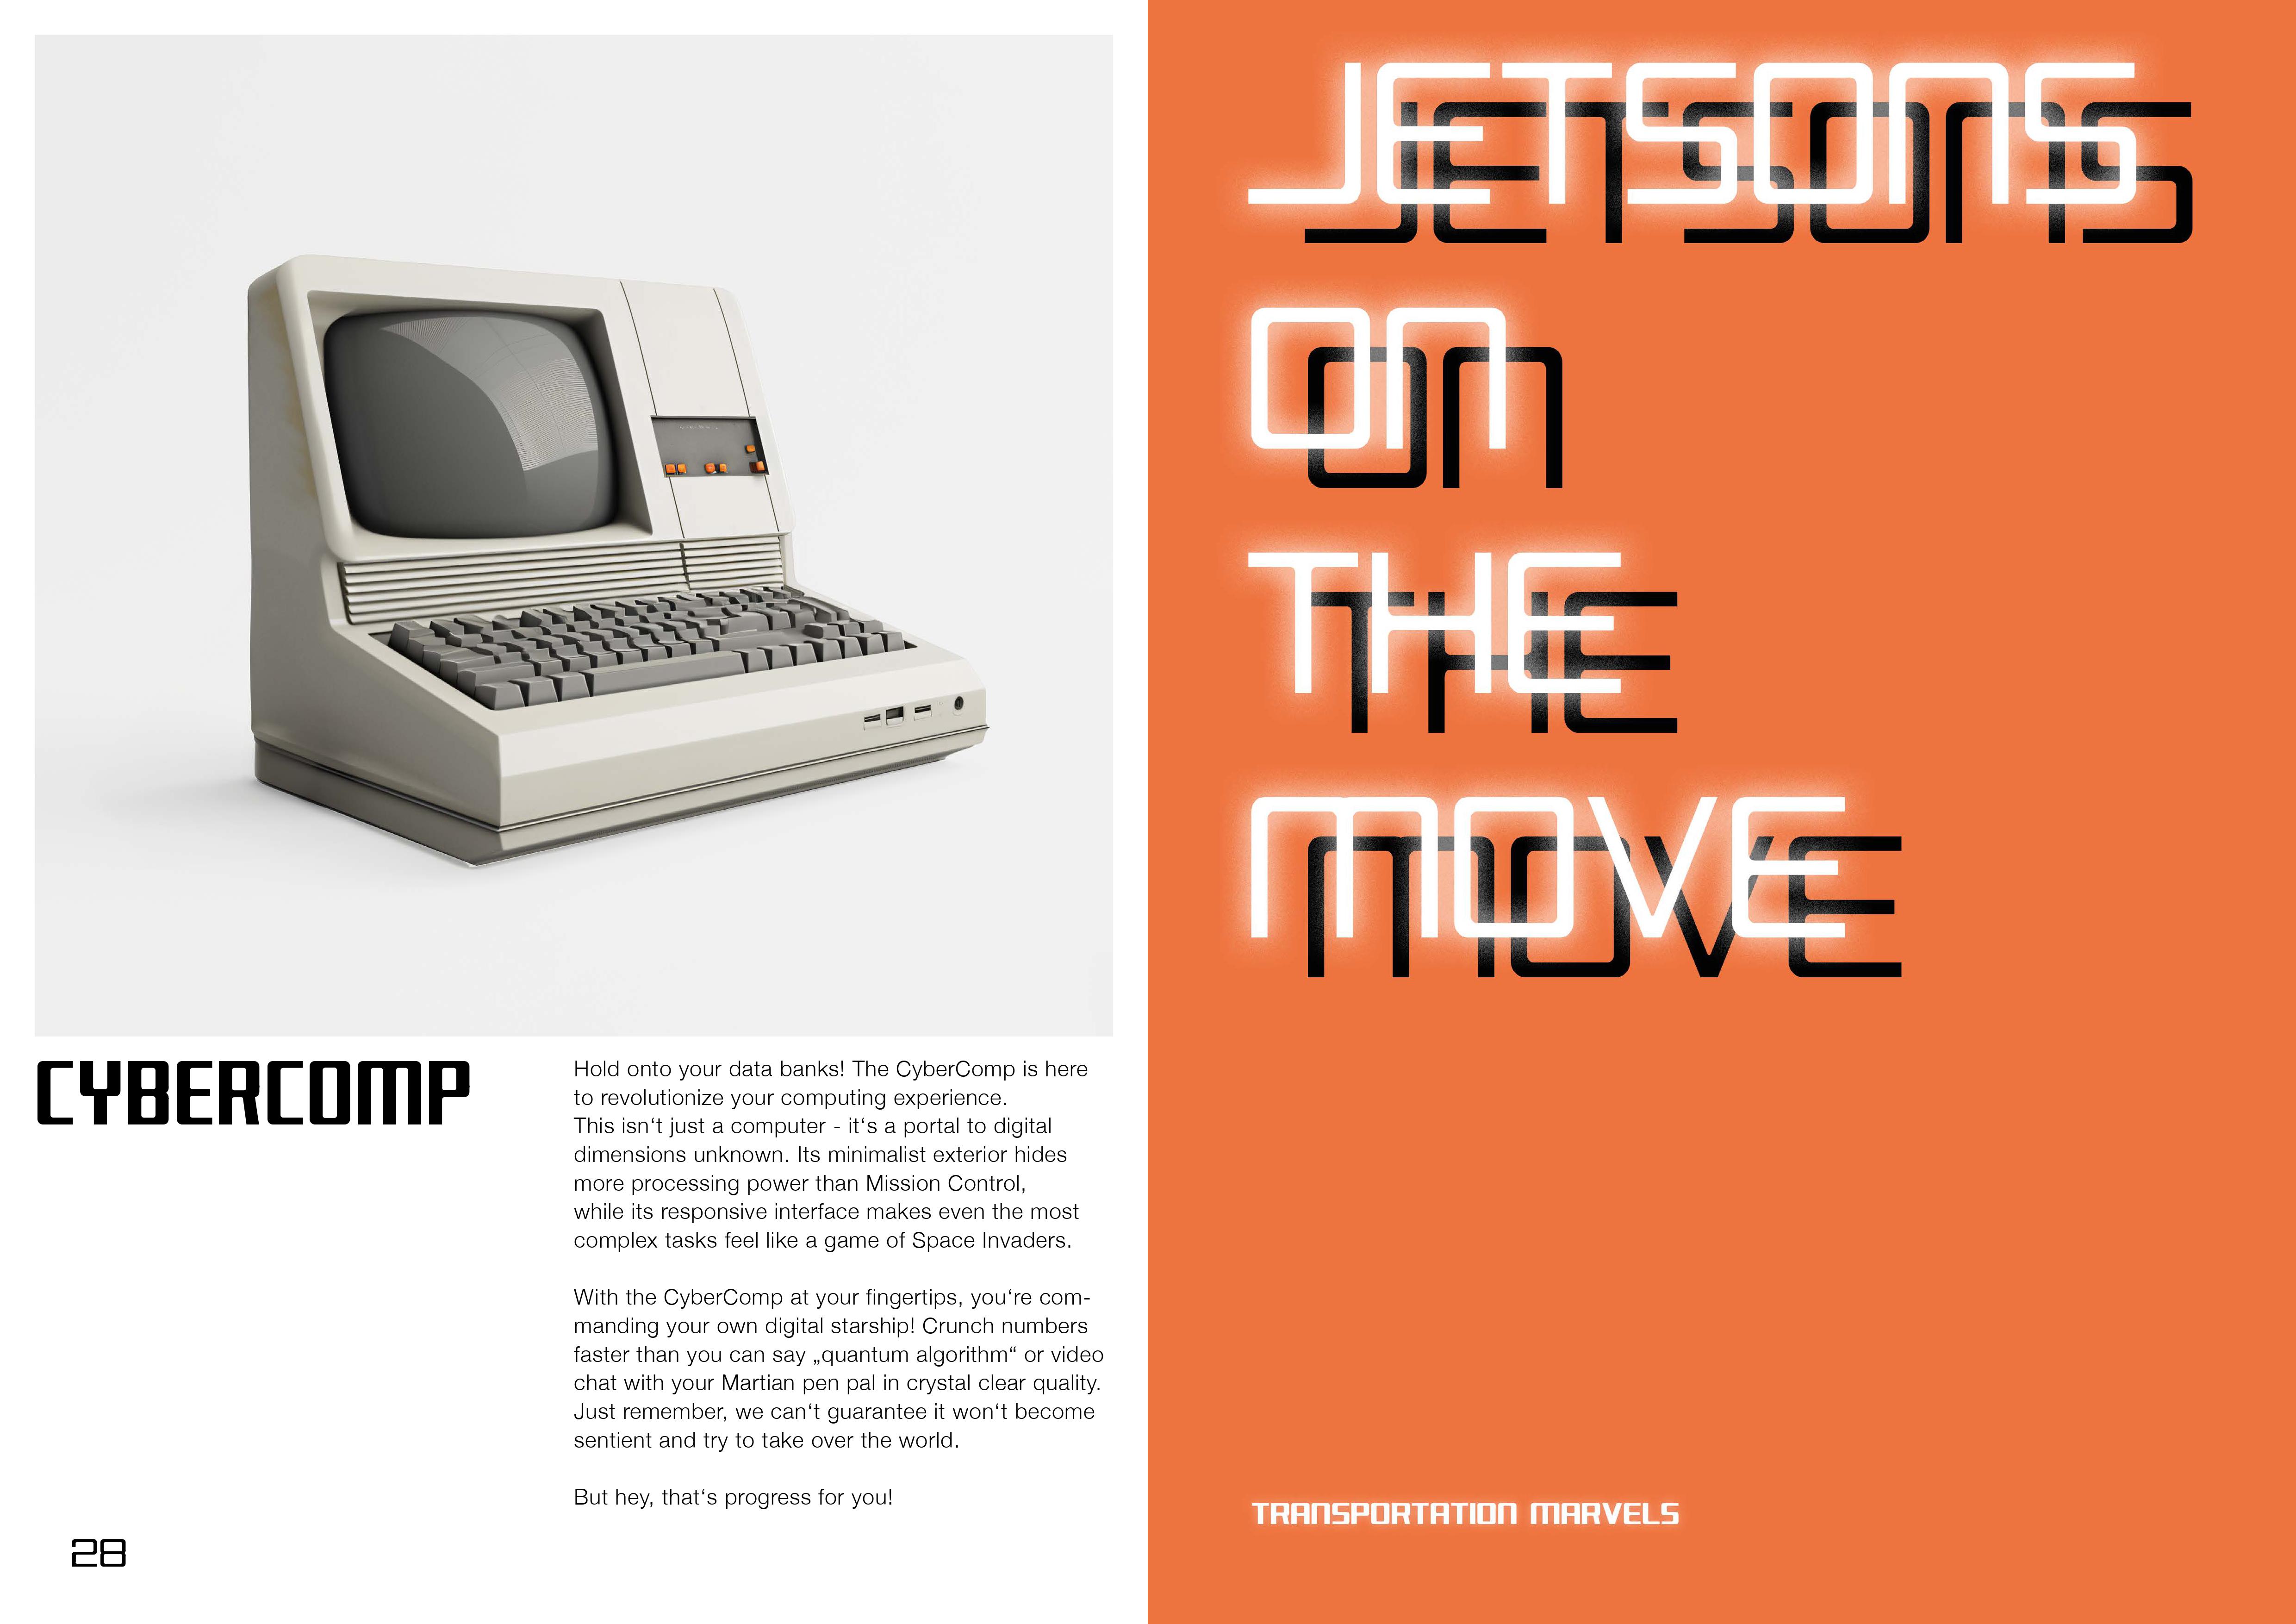 CYBERCOMP
Hold onto your data banks! The CyberComp is here
to revolutionize your computing experience.
This isn‘t just a computer - it‘s a portal to digital
dimensions unknown. Its minimalist exterior hides
more processing power than Mission Control,
while its responsive interface makes even the most
complex tasks feel like a game of Space Invaders.
With the CyberComp at your fingertips, you‘re com-
manding your own digital starship! Crunch numbers
faster than you can say „quantum algorithm“ or video
chat with your Martian pen pal in crystal clear quality.
Just remember, we can‘t guarantee it won‘t become
sentient and try to take over the world.
But hey, that‘s progress for you!
28
JETSONS
ON
THE
MOVE
TRANSPORTATION MARVELS